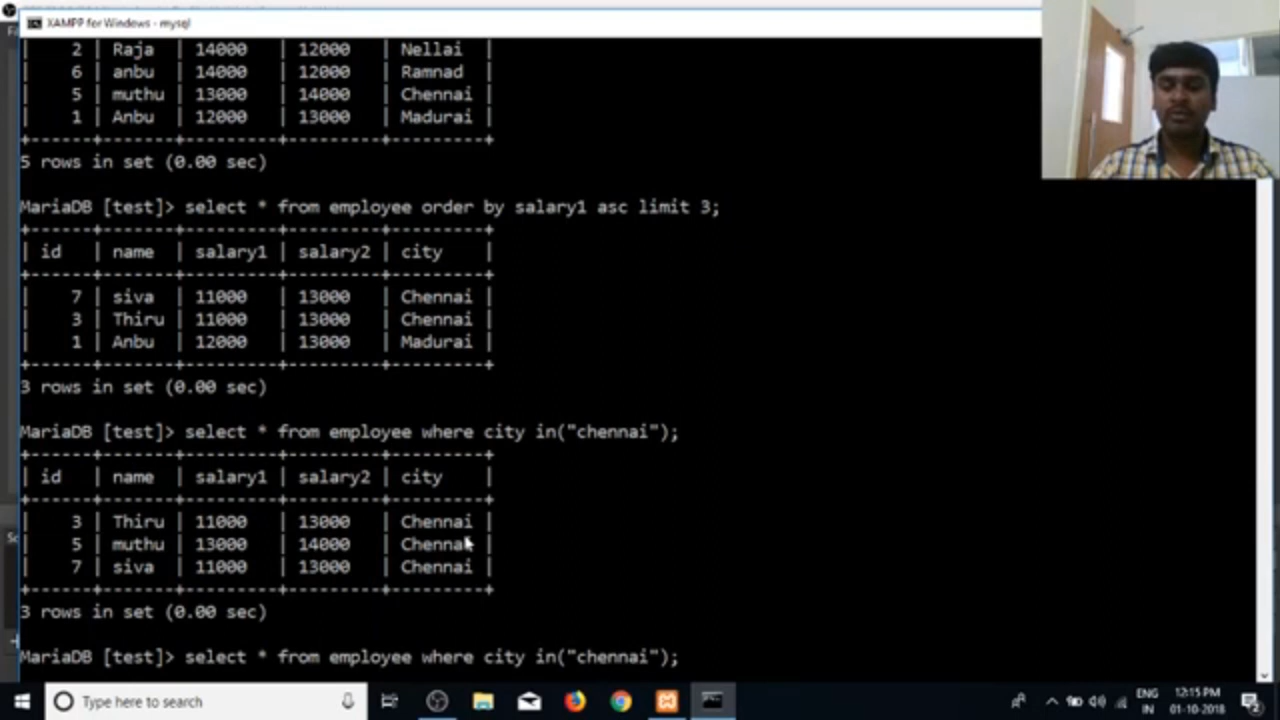 XAMPP for Windows - mysql
| 2 | Raja | 14000 | 12000 | Nellai |
| 6 | anbu | 14000 | 12000 | Ramnad |
| 5 | muthu | 13000 | 14000 | Chennai |
| 1 | Anbu | 12000 | 13000 | Madurai |
+------+-------+---------+---------+---------+
5 rows in set (0.00 sec)
MariaDB [test]> select * from employee order by salary1 asc limit 3;
+------+-------+---------+---------+---------+
| id | name | salary1 | salary2 | city |
+------+-------+---------+---------+---------+
| 7 | siva | 11000 | 13000 | Chennai |
| 3 | Thiru | 11000 | 13000 | Chennai |
| 1 | Anbu | 12000 | 13000 | Madurai |
+------+-------+---------+---------+---------+
3 rows in set (0.00 sec)
MariaDB [test]> select * from employee where city in("chennai");
+------+-------+---------+---------+---------+
| id | name | salary1 | salary2 | city |
+------+-------+---------+---------+---------+
| 3 | Thiru | 11000 | 13000 | Chennai |
| 5 | muthu | 13000 | 14000 | Chennai |
| 7 | siva | 11000 | 13000 | Chennai |
+------+-------+---------+---------+---------+
3 rows in set (0.00 sec)
MariaDB [test]> select * from employee where city in("chennai");
Type here to search
ENG
IN
12:15 PM
01-10-2018
2